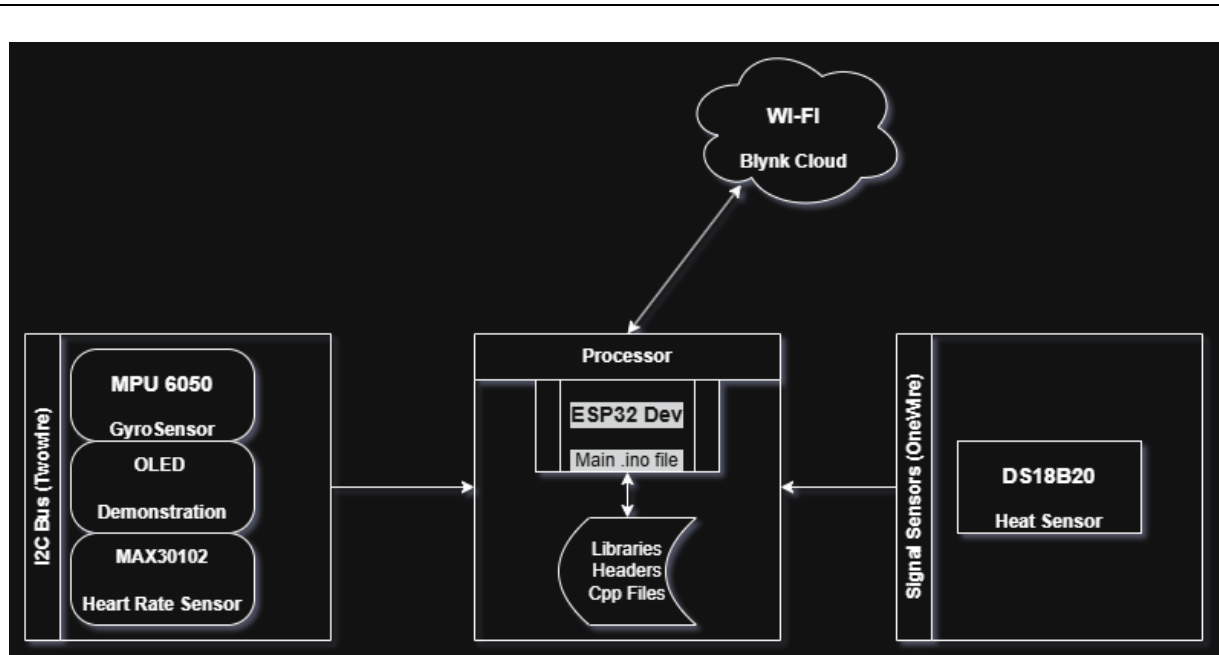 WI-FI
Blynk Cloud
I2C Bus (Twowire)
MPU 6050
GyroSensor
OLED
Demonstration
MAX30102
Heart Rate Sensor
Processor
ESP32 Dev
Main .ino file
Libraries
Headers
Cpp Files
Signal Sensors (OneWire)
DS18B20
Heat Sensor